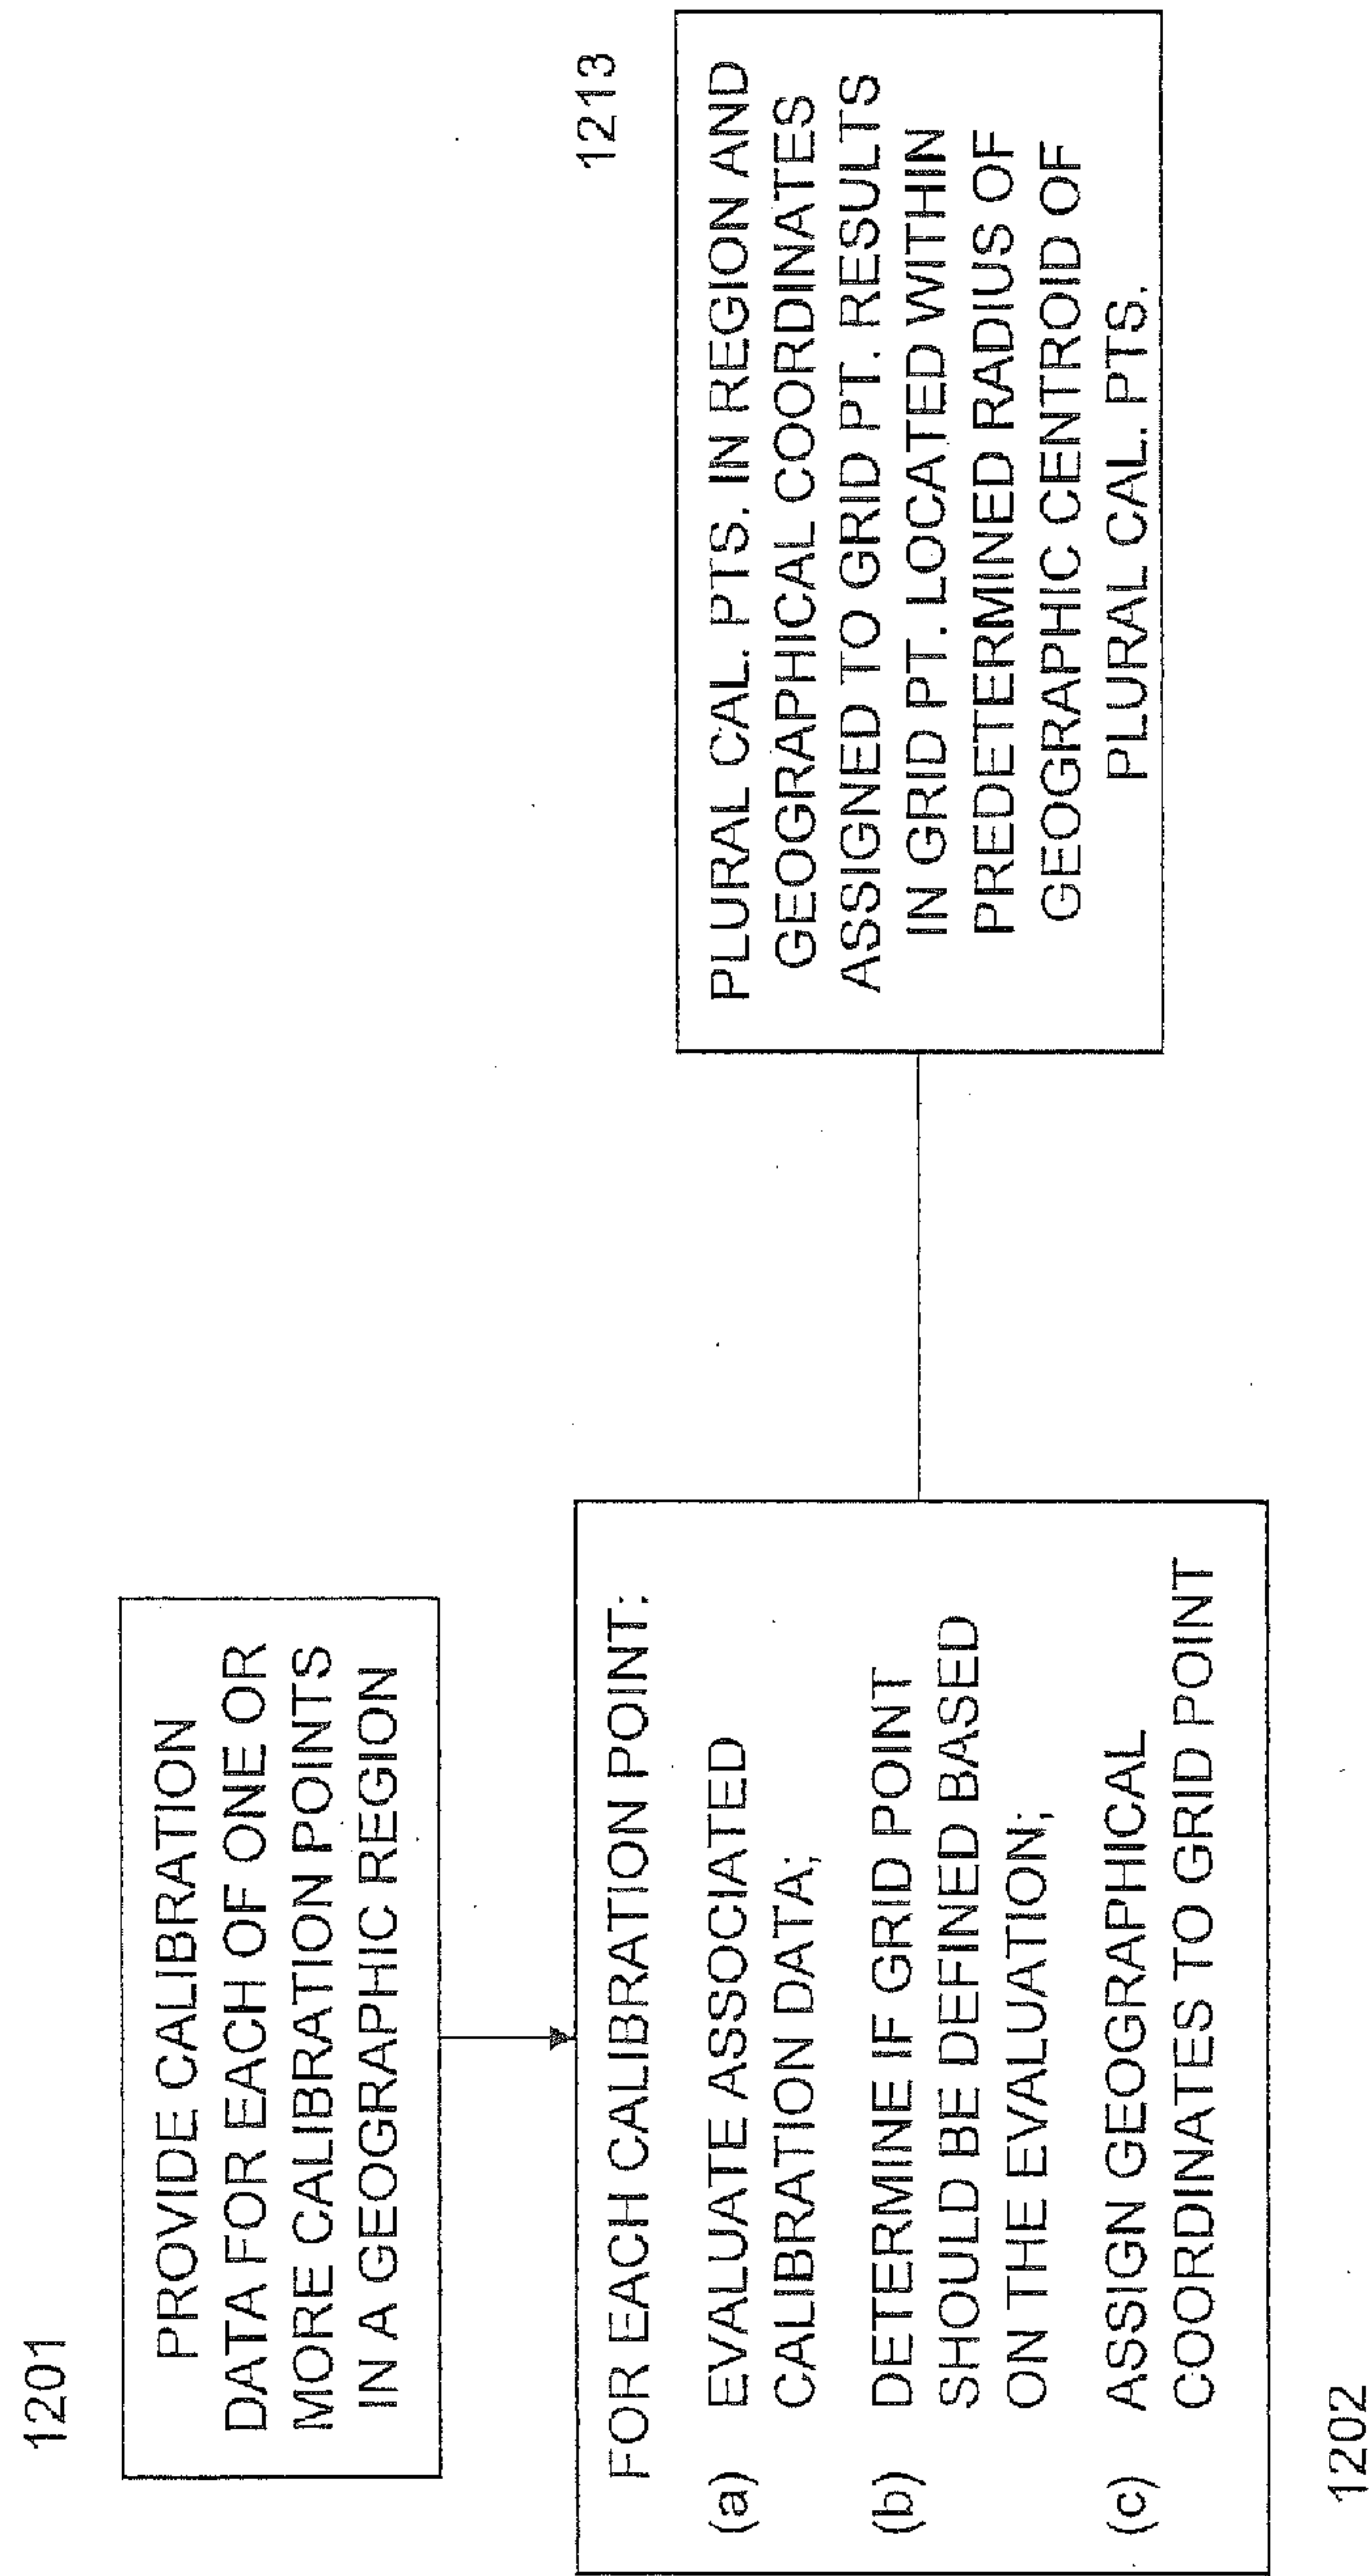 1201
PROVIDE CALIBRATION
DATA FOR EACH OF ONE OR
MORE CALIBRATION POINTS
IN A GEOGRAPHIC REGION
FOR EACH CALIBRATION POINT:
(a) EVALUATE ASSOCIATED
CALIBRATION DATA;
(b) DETERMINE IF GRID POINT
SHOULD BE DEFINED BASED
ON THE EVALUATION;
(c) ASSIGN GEOGRAPHICAL
COORDINATES TO GRID POINT
1202
1213
PLURAL CAL. PTS. IN REGION AND
GEOGRAPHICAL COORDINATES
ASSIGNED TO GRID PT. RESULTS
IN GRID PT. LOCATED WITHIN
PREDETERMINED RADIUS OF
GEOGRAPHIC CENTROID OF
PLURAL CAL. PTS.